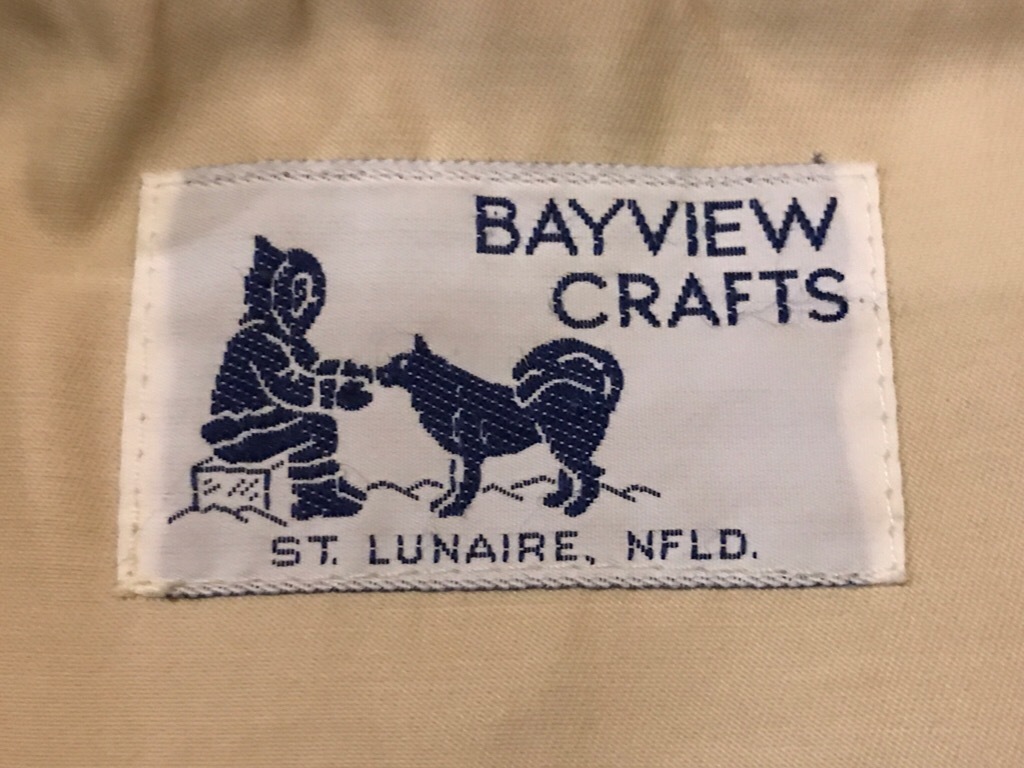 BAYVIEW
CRAFTS
ST. LUNAIRE, NFLD.